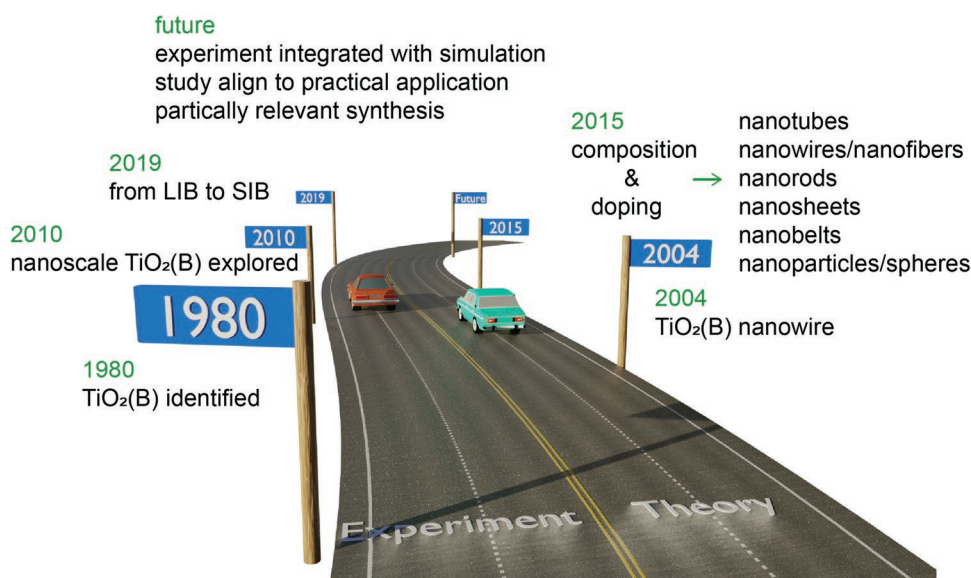 future
experiment integrated with simulation
study align to practical application
partically relevant synthesis
2015
composition
&
doping
→
nanotubes
nanowires/nanofibers
nanorods
nanosheets
nanobelts
nanoparticles/spheres
2019
from LIB to SIB
2010
nanoscale TiO₂(B) explored
2019
Future
2010
2015
2004
1980
2004
TiO₂(B) nanowire
1980
TiO₂(B) identified
Experiment
Theory